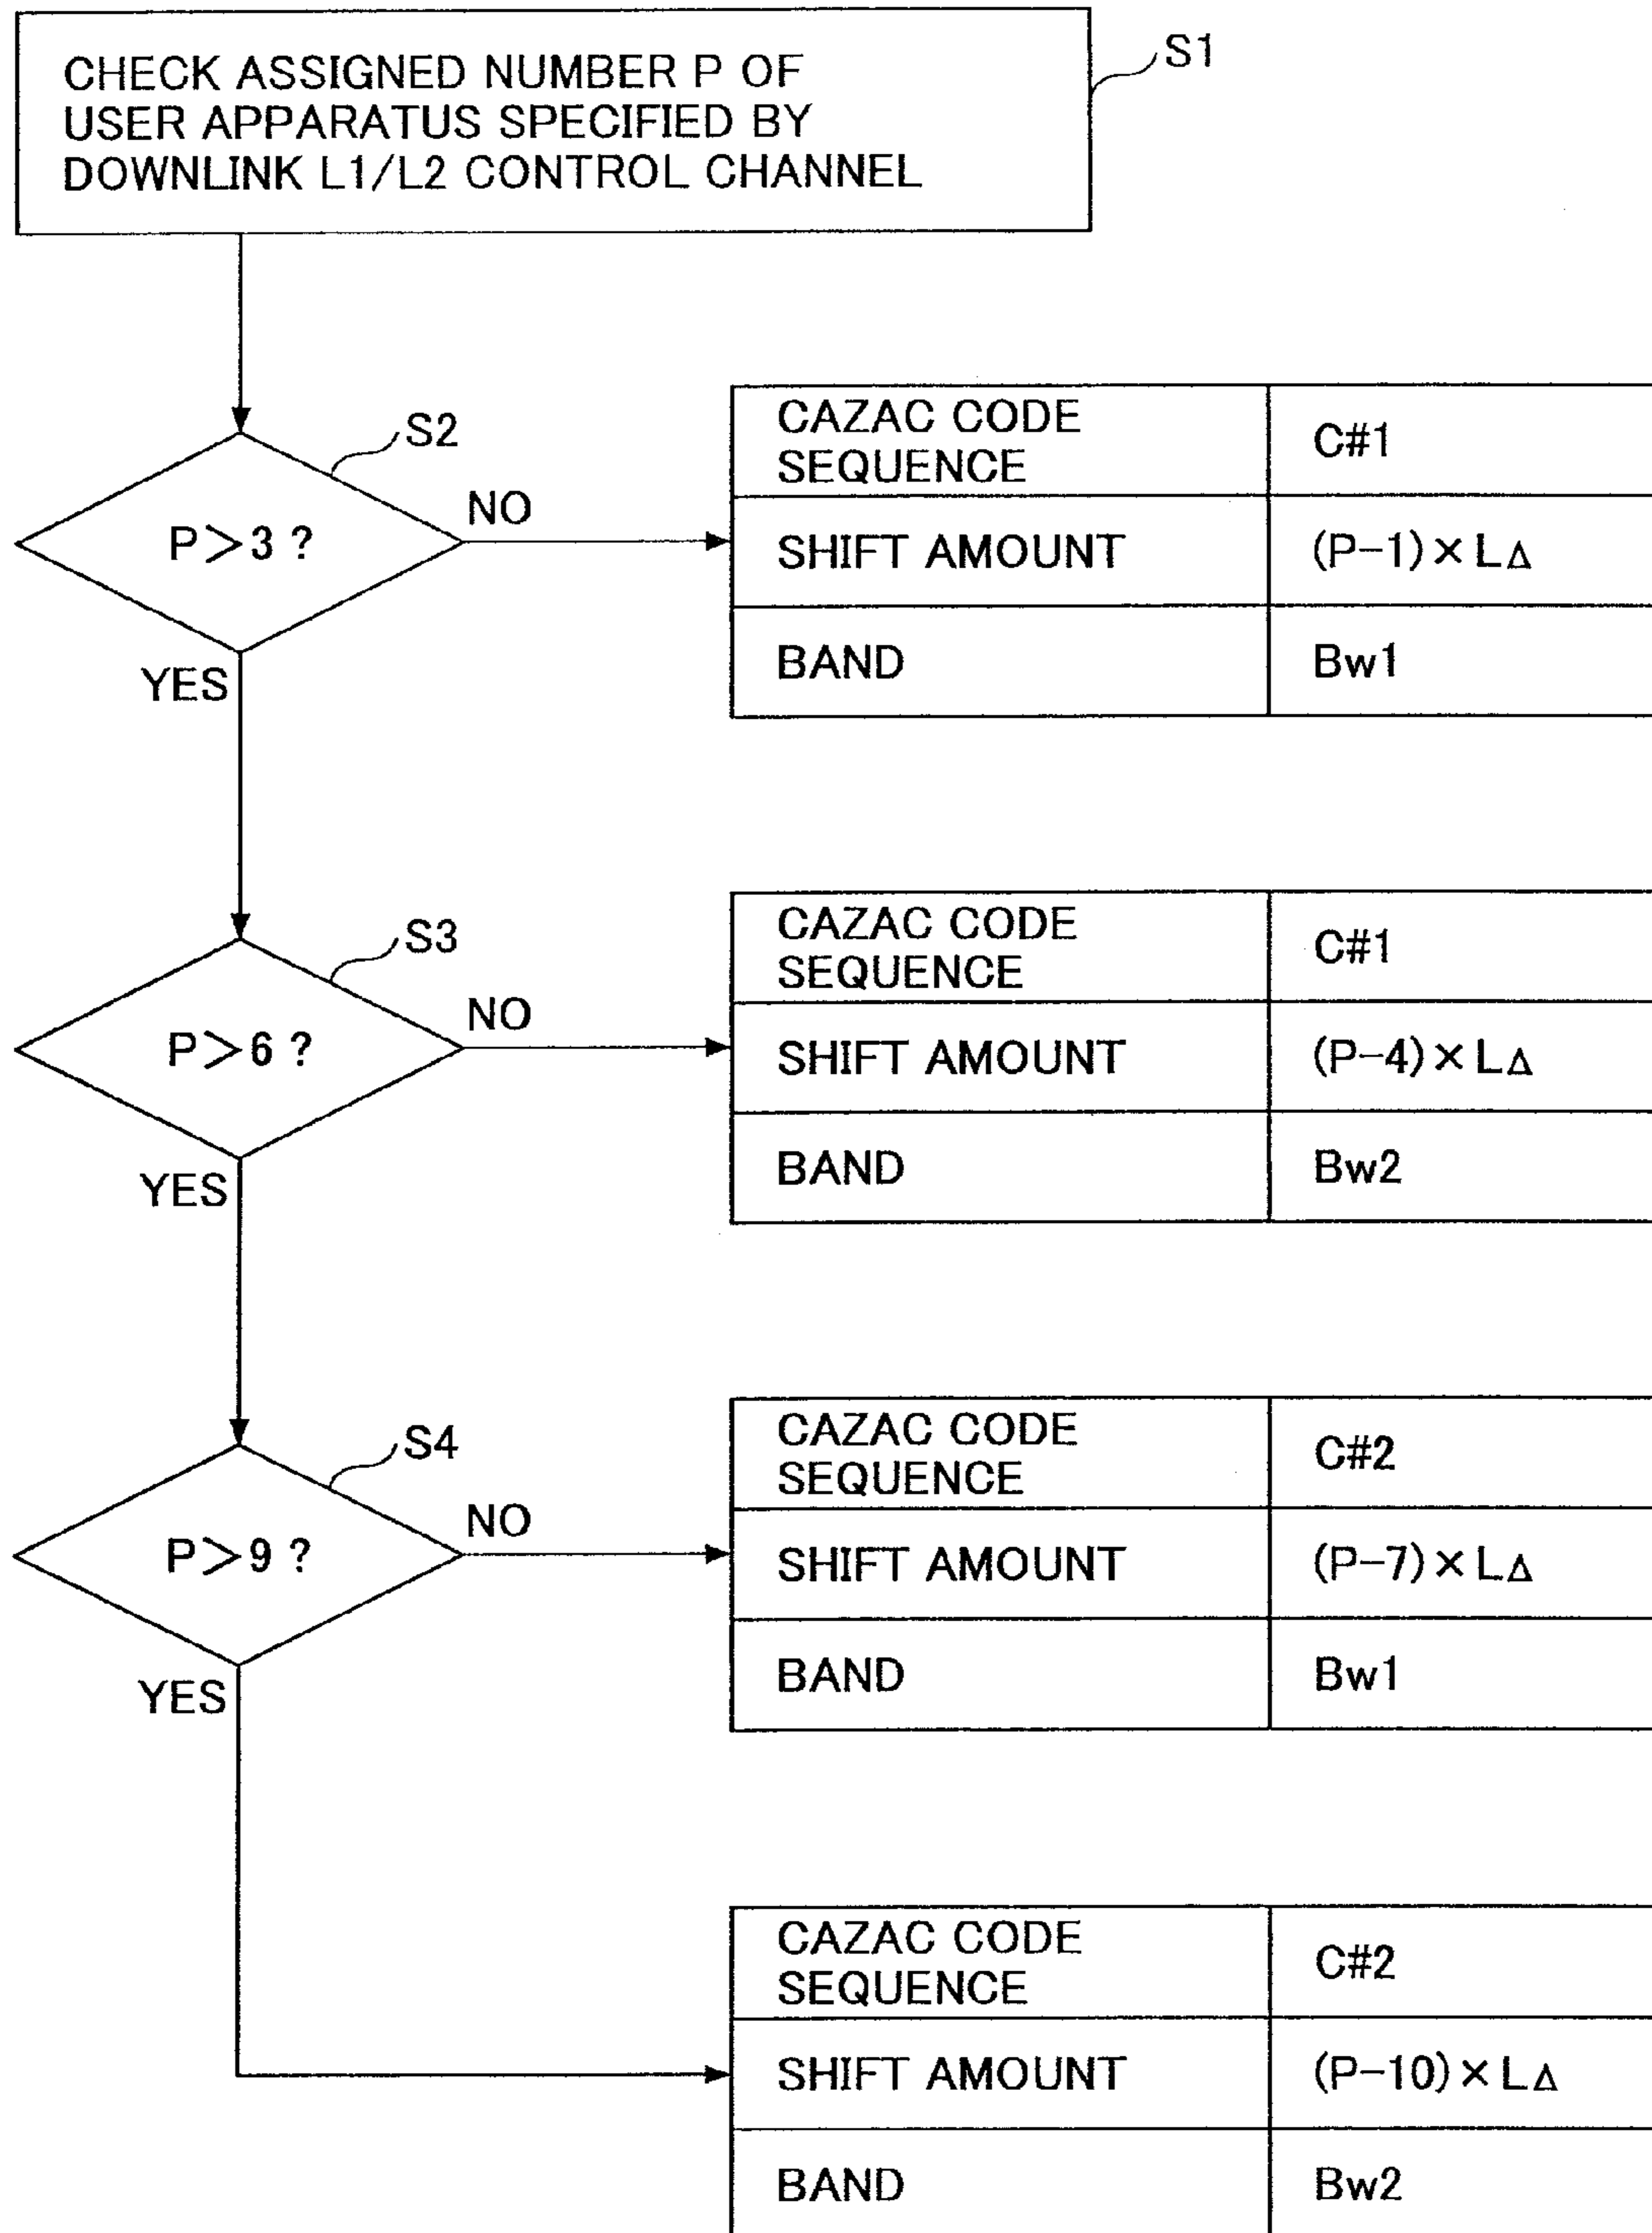 CHECK ASSIGNED NUMBER P OF
USER APPARATUS SPECIFIED BY
DOWNLINK L1/L2 CONTROL CHANNEL
S1
S2
P>3 ?
NO
YES
CAZAC CODE
SEQUENCE
C#1
SHIFT AMOUNT
(P-1)×LΔ
BAND
Bw1
S3
P>6 ?
NO
YES
CAZAC CODE
SEQUENCE
C#1
SHIFT AMOUNT
(P-4)×LΔ
BAND
Bw2
S4
P>9 ?
NO
YES
CAZAC CODE
SEQUENCE
C#2
SHIFT AMOUNT
(P-7)×LΔ
BAND
Bw1
CAZAC CODE
SEQUENCE
C#2
SHIFT AMOUNT
(P-10)×LΔ
BAND
Bw2